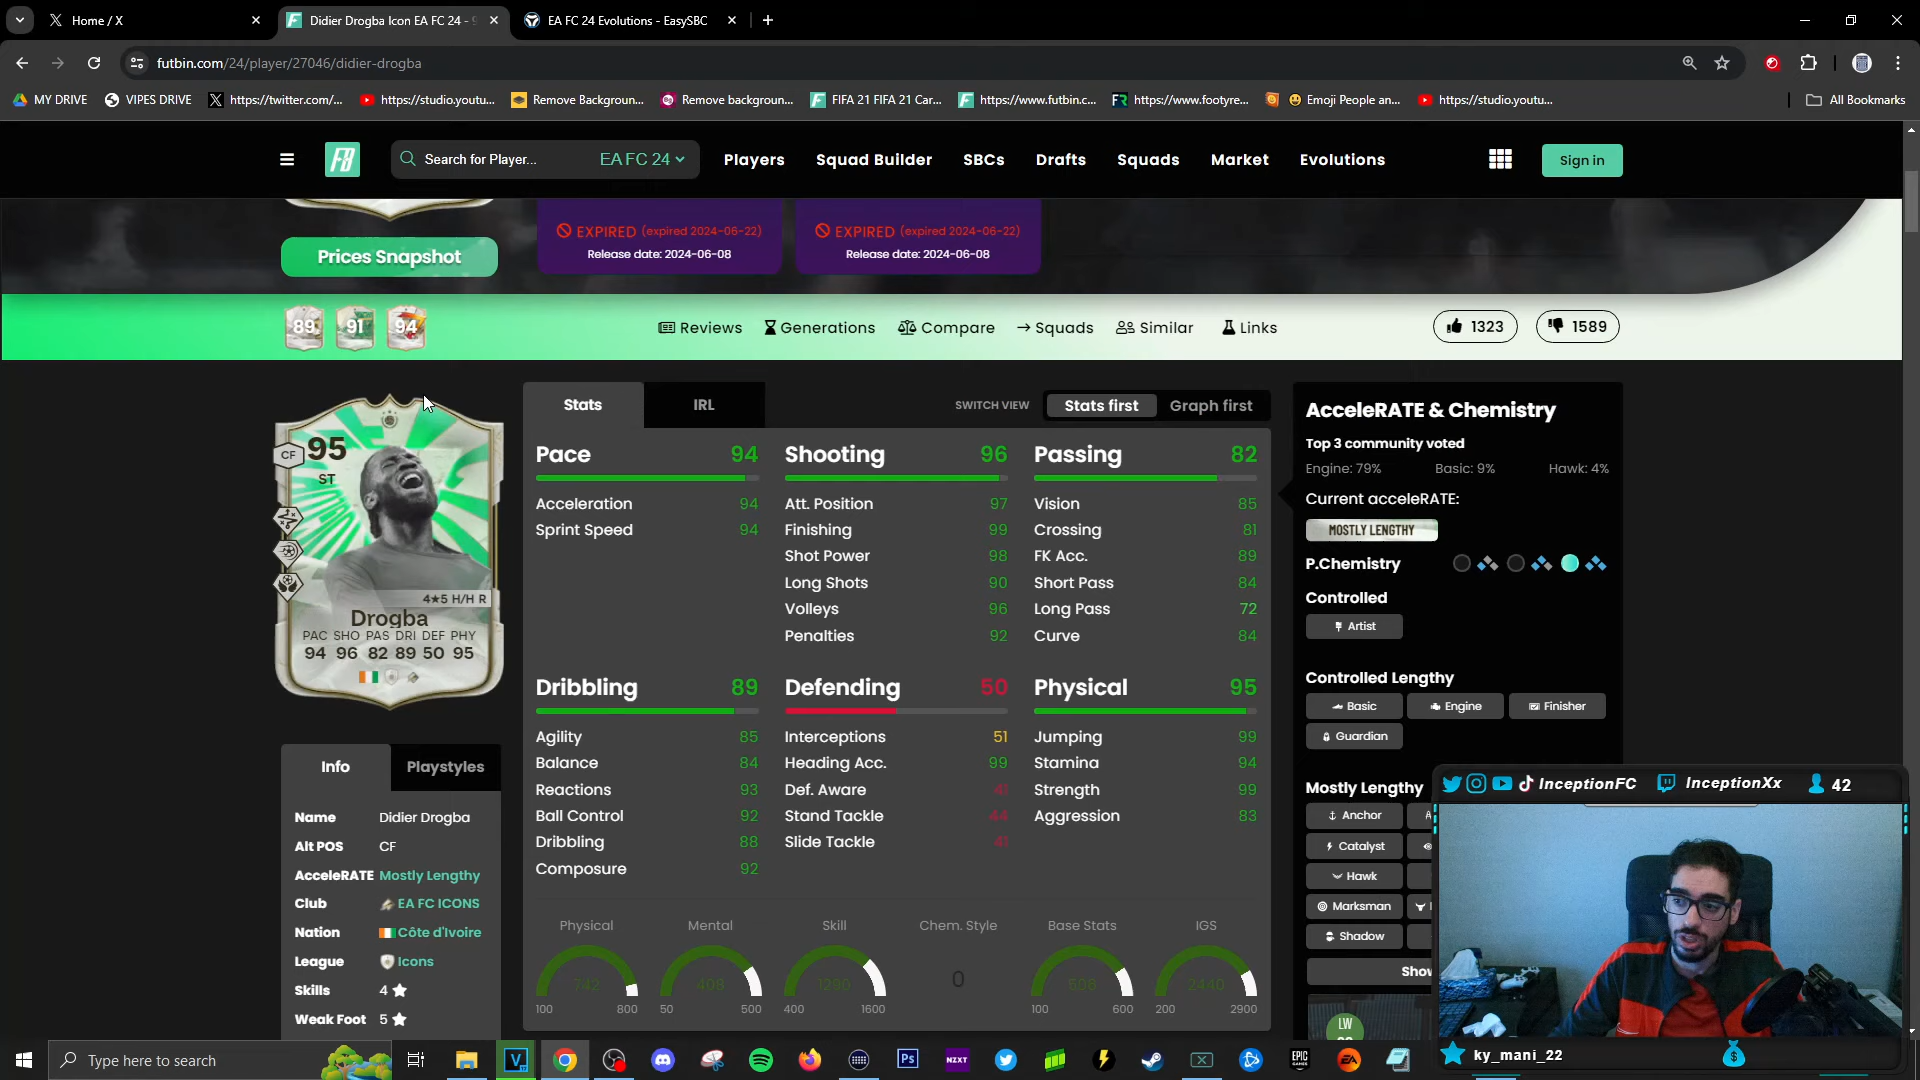 Home / X
Didier Drogba Icon EA FC 24 - 9
EA FC 24 Evolutions - EasySBC
futbin.com/24/player/27046/didier-drogba
MY DRIVE
VIPES DRIVE
https://twitter.com/...
https://studio.youtu...
Remove Backgroun...
Remove backgroun...
FIFA 21 FIFA 21 Car...
https://www.futbin.c...
https://www.footyre...
Emoji People an...
https://studio.youtu...
All Bookmarks
Search for Player...
EA FC 24
Players
Squad Builder
SBCs
Drafts
Squads
Market
Evolutions
Sign in
EXPIRED (expired 2024-06-22)
Release date: 2024-06-08
EXPIRED (expired 2024-06-22)
Release date: 2024-06-08
Prices Snapshot
89
91
94
Reviews
Generations
Compare
Squads
Similar
Links
1323
1589
95
CF
ST
4★5 H/H R
Drogba
PAC SHO PAS DRI DEF PHY
94 96 82 89 50 95
Stats
IRL
SWITCH VIEW
Stats first
Graph first
Pace 94
Acceleration 94
Sprint Speed 94
Shooting 96
Att. Position 97
Finishing 99
Shot Power 98
Long Shots 90
Volleys 96
Penalties 92
Passing 82
Vision 85
Crossing 81
FK Acc. 89
Short Pass 84
Long Pass 72
Curve 84
Dribbling 89
Agility 85
Balance 84
Reactions 93
Ball Control 92
Dribbling 88
Composure 92
Defending 50
Interceptions 51
Heading Acc. 99
Def. Aware 41
Stand Tackle 44
Slide Tackle 41
Physical 95
Jumping 99
Stamina 94
Strength 99
Aggression 83
Physical
742
100 800
Mental
498
50 500
Skill
1296
400 1600
Chem. Style
0
Base Stats
100 600
IGS
2440
200 2900
AcceleRATE & Chemistry
Top 3 community voted
Engine: 79% Basic: 9% Hawk: 4%
Current acceleRATE:
MOSTLY LENGTHY
P.Chemistry
Controlled
Artist
Controlled Lengthy
Basic
Engine
Finisher
Guardian
Mostly Lengthy
Anchor
Catalyst
Hawk
Marksman
Shadow
Show
LW
Info
Playstyles
Name Didier Drogba
Alt POS CF
AcceleRATE Mostly Lengthy
Club EA FC ICONS
Nation Côte d'Ivoire
League Icons
Skills 4
Weak Foot 5
InceptionFC
InceptionXx
42
ky_mani_22
Type here to search
V
Ps
NZXT
EPIC GAMES
EA